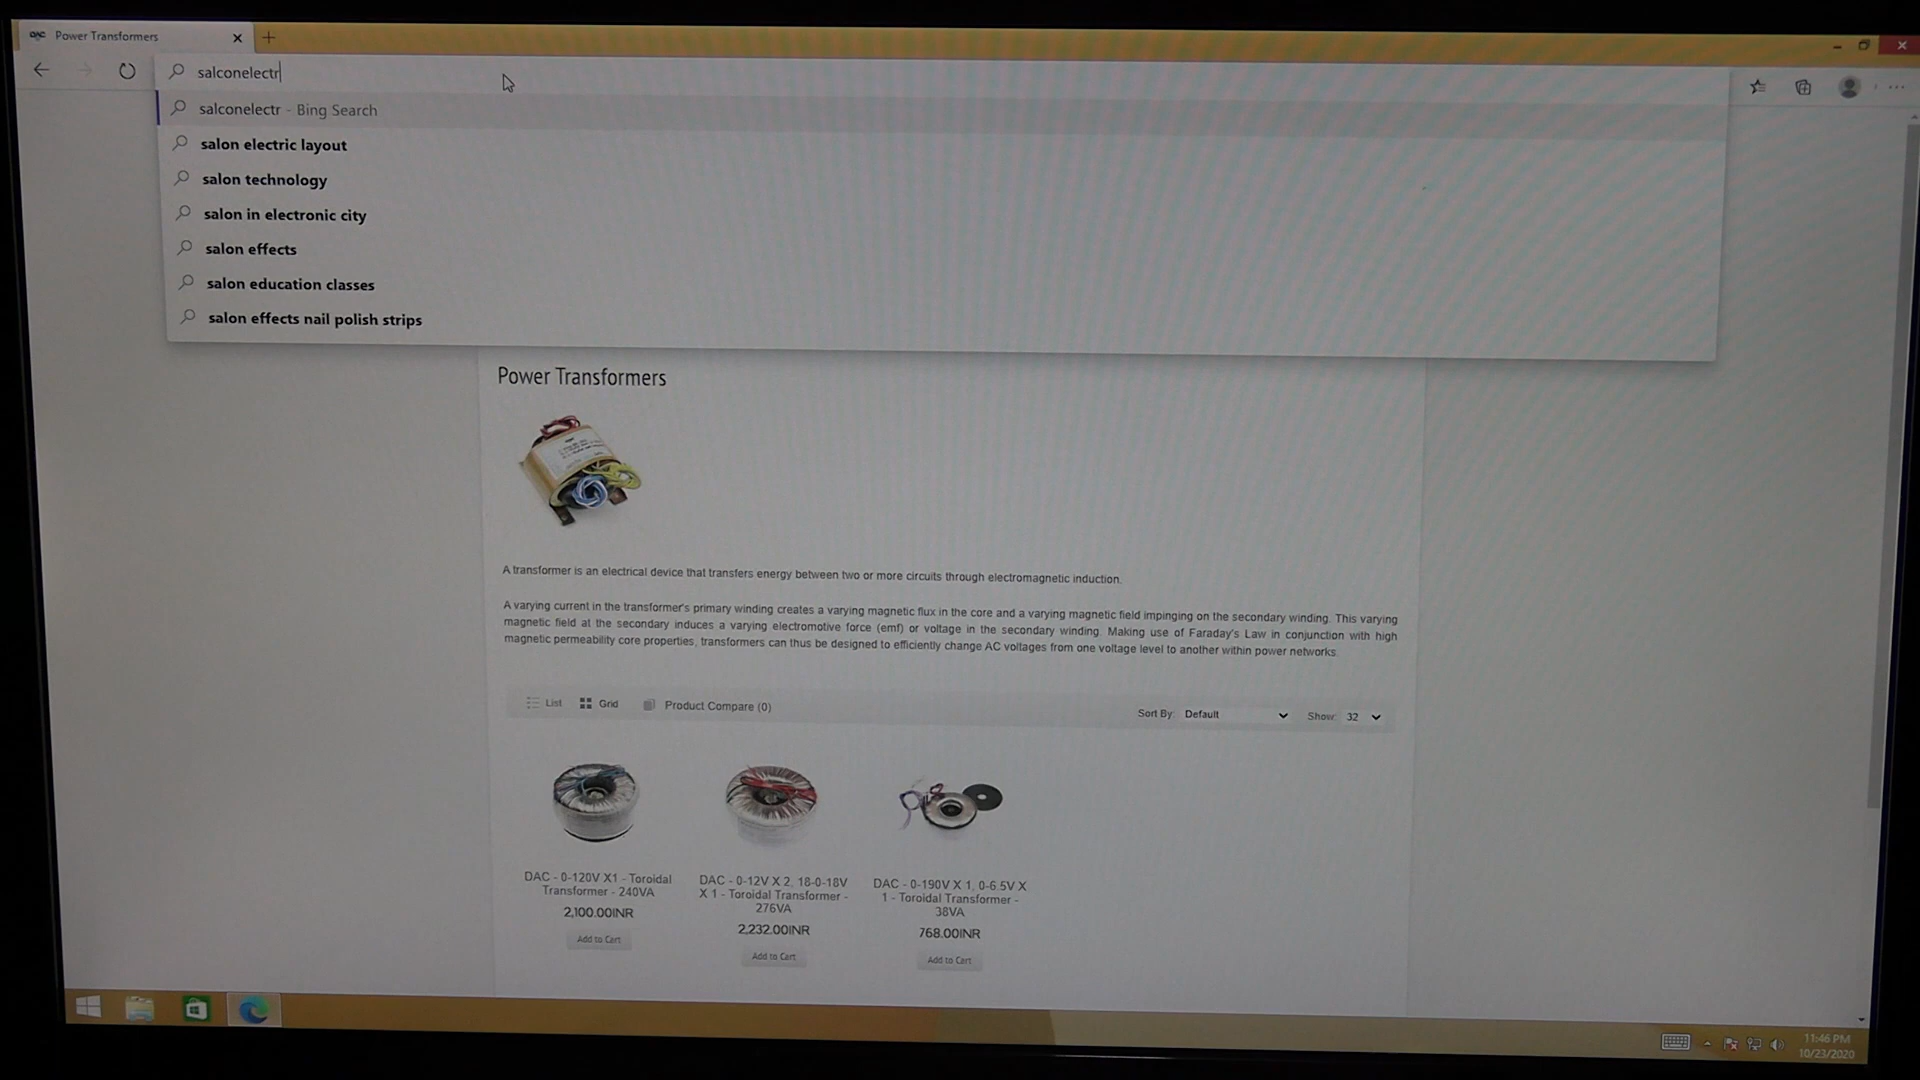 Power Transformers
salconelectr
salconelectr - Bing Search
salon electric layout
salon technology
salon in electronic city
salon effects
salon education classes
salon effects nail polish strips
Power Transformers
A transformer is an electrical device that transfers energy between two or more circuits through electromagnetic induction.
A varying current in the transformer's primary winding creates a varying magnetic flux in the core and a varying magnetic field impinging on the secondary winding. This varying
magnetic field at the secondary induces a varying electromotive force (emf) or voltage in the secondary winding. Making use of Faraday's Law in conjunction with high
magnetic permeability core properties, transformers can thus be designed to efficiently change AC voltages from one voltage level to another within power networks.
List Grid Product Compare (0) Sort By: Default Show: 32
DAC - 0-120V X1 - Toroidal
Transformer - 240VA
2,100.00INR
Add to Cart
DAC - 0-12V X 2, 18-0-18V
X 1 - Toroidal Transformer -
276VA
2,232.00INR
Add to Cart
DAC - 0-190V X 1, 0-6.5V X
1 - Toroidal Transformer -
38VA
768.00INR
Add to Cart
11:46 PM
10/23/2020